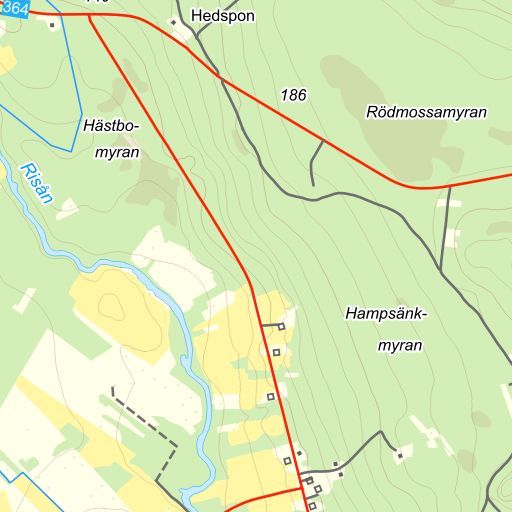 364
Hedspon
186
Rödmossamyran
Hästbo-
myran
Risån
Hampsänk-
myran